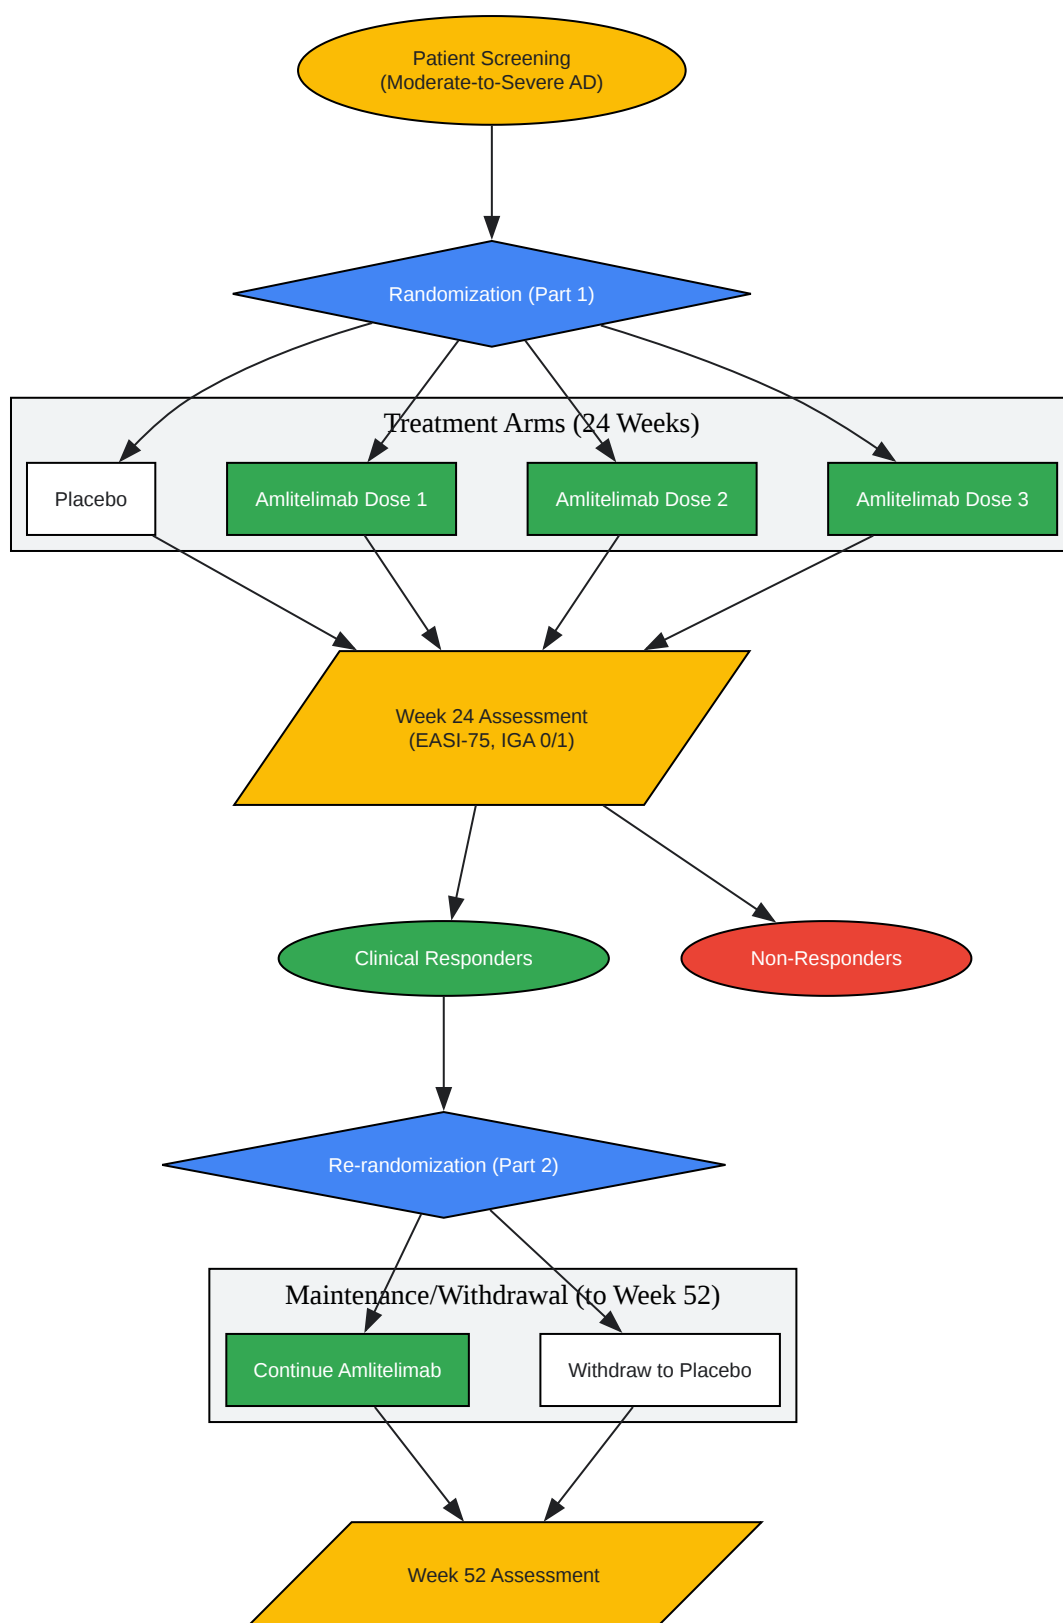 Patient Screening
(Moderate-to-Severe AD)
Randomization (Part 1)
Treatment Arms (24 Weeks)
Placebo
Amlitelimab Dose 1
Amlitelimab Dose 2
Amlitelimab Dose 3
Week 24 Assessment
(EASI-75, IGA 0/1)
Clinical Responders
Non-Responders
Re-randomization (Part 2)
Maintenance/Withdrawal (to Week 52)
Continue Amlitelimab
Withdraw to Placebo
Week 52 Assessment